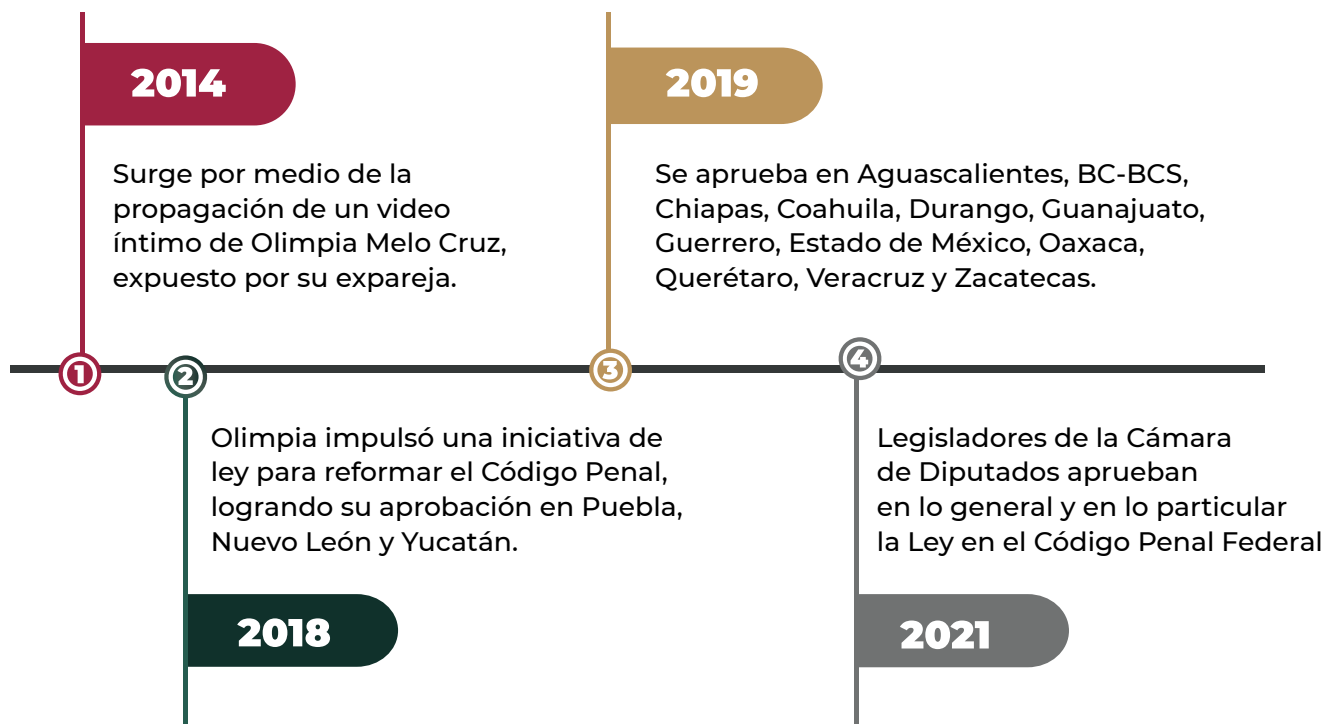 2014
Surge por medio de la
propagación de un video
íntimo de Olimpia Melo Cruz,
expuesto por su expareja.
1
2
Olimpia impulsó una iniciativa de
ley para reformar el Código Penal,
logrando su aprobación en Puebla,
Nuevo León y Yucatán.
2018
2019
Se aprueba en Aguascalientes, BC-BCS,
Chiapas, Coahuila, Durango, Guanajuato,
Guerrero, Estado de México, Oaxaca,
Querétaro, Veracruz y Zacatecas.
3
4
Legisladores de la Cámara
de Diputados aprueban
en lo general y en lo particular
la Ley en el Código Penal Federal
2021